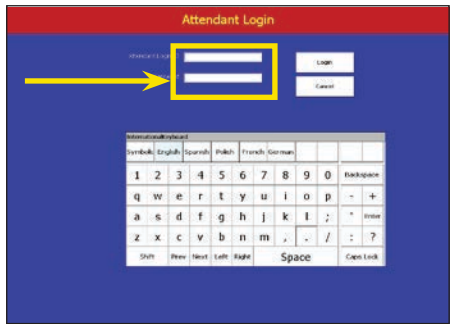 Attendant Login
Login
Cancel
InternationalKeyboard
Symbols English Spanish Polish French German
1 2 3 4 5 6 7 8 9 0 Backspace
q w e r t y u i o p - +
a s d f g h j k l ; ' Enter
z x c v b n m , . / : ?
Shift Prev Next Left Right Space Caps Lock